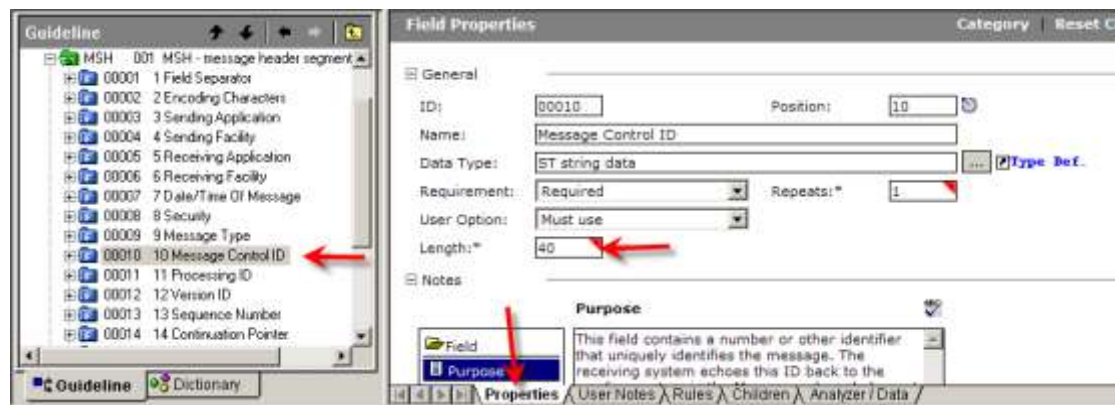 Guideline
MSH 001 MSH - message header segment
00001 1 Field Separator
00002 2 Encoding Characters
00003 3 Sending Application
00004 4 Sending Facility
00005 5 Receiving Application
00006 6 Receiving Facility
00007 7 Date/Time Of Message
00008 8 Security
00009 9 Message Type
00010 10 Message Control ID
00011 11 Processing ID
00012 12 Version ID
00013 13 Sequence Number
00014 14 Continuation Pointer
Guideline Dictionary
Field Properties Category | Reset C
General
ID: 00010 Position: 10
Name: Message Control ID
Data Type: ST string data ... Type Def.
Requirement: Required Repeats:* 1
User Option: Must use
Length:* 40
Notes
Purpose
Field
Purpose
This field contains a number or other identifier
that uniquely identifies the message. The
receiving system echoes this ID back to the
Properties User Notes Rules Children Analyzer / Data